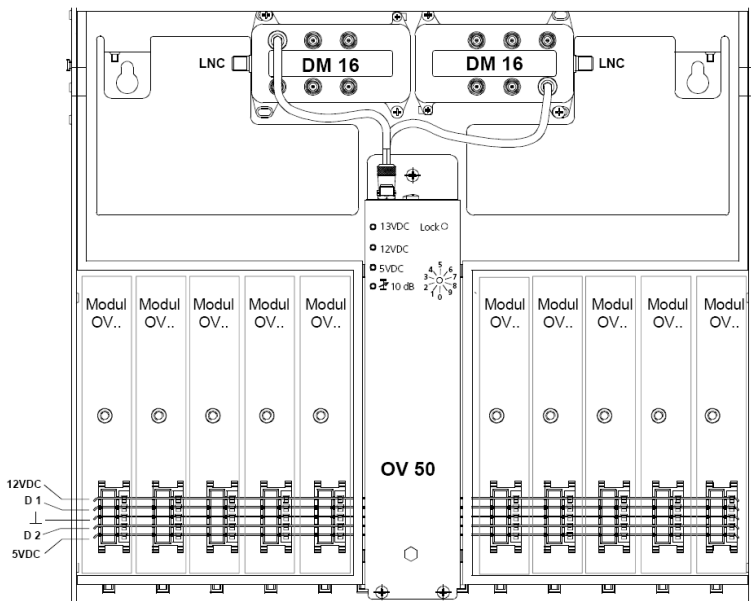 LNC DM 16 DM 16 LNC
13VDC Lock
12VDC
5VDC
10 dB
0 1 2 3 4 5 6 7 8 9
Modul OV..
Modul OV..
Modul OV..
Modul OV..
Modul OV..
Modul OV..
Modul OV..
Modul OV..
Modul OV..
Modul OV..
OV 50
12VDC
D 1
D 2
5VDC